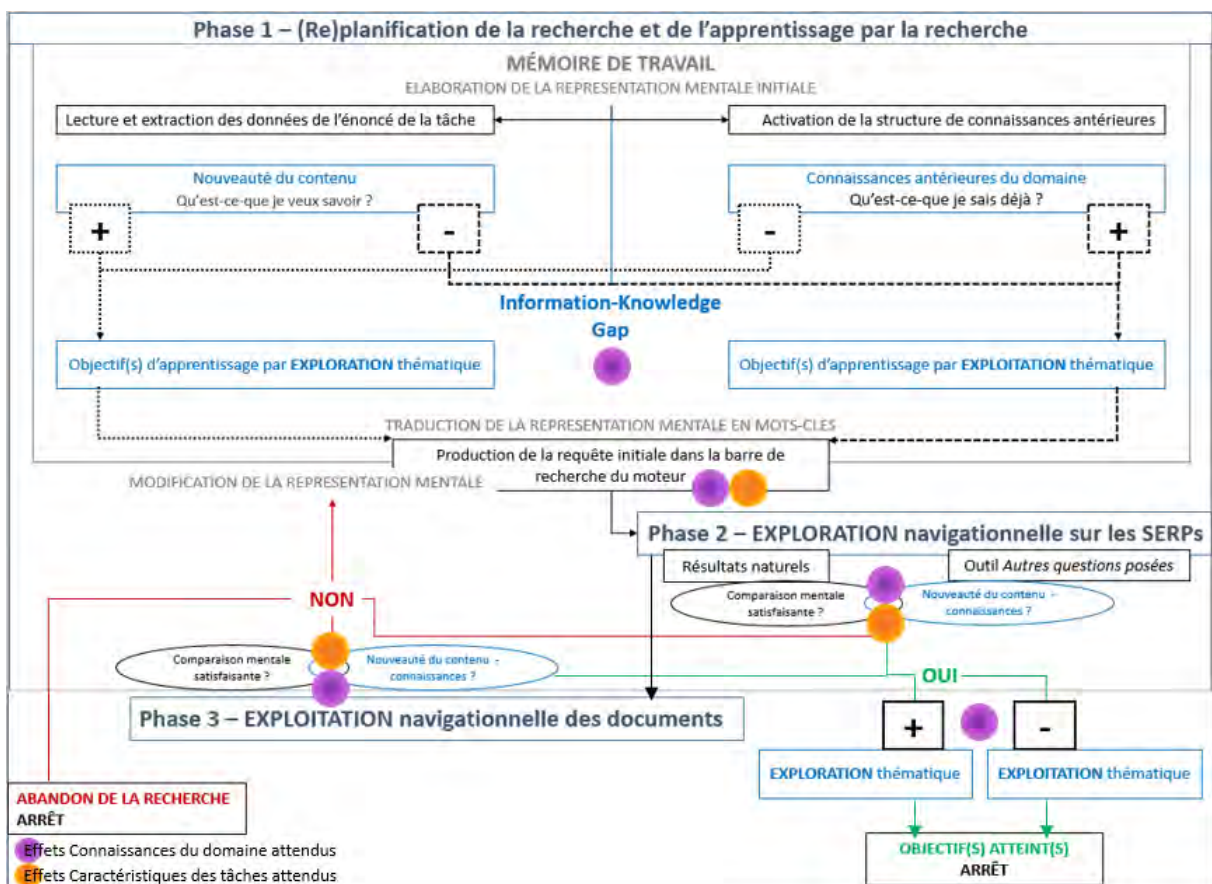 Phase 1 – (Re)planification de la recherche et de l'apprentissage par la recherche
MÉMOIRE DE TRAVAIL
ELABORATION DE LA REPRESENTATION MENTALE INITIALE
Lecture et extraction des données de l'énoncé de la tâche
Activation de la structure de connaissances antérieures
Nouveauté du contenu
Qu'est-ce-que je veux savoir ?
Connaissances antérieures du domaine
Qu'est-ce-que je sais déjà ?
+
-
-
+
Information-Knowledge
Gap
Objectif(s) d'apprentissage par EXPLORATION thématique
Objectif(s) d'apprentissage par EXPLOITATION thématique
TRADUCTION DE LA REPRESENTATION MENTALE EN MOTS-CLES
Production de la requête initiale dans la barre de
recherche du moteur
MODIFICATION DE LA REPRESENTATION MENTALE
Phase 2 – EXPLORATION navigationnelle sur les SERPs
Résultats naturels
Outil Autres questions posées
Comparaison mentale
satisfaisante ?
Nouveauté du contenu -
connaissances ?
NON
Comparaison mentale
satisfaisante ?
Nouveauté du contenu -
connaissances ?
OUI
Phase 3 – EXPLOITATION navigationnelle des documents
+
-
EXPLORATION thématique
EXPLOITATION thématique
ABANDON DE LA RECHERCHE
ARRÊT
OBJECTIF(S) ATTEINT(S)
ARRÊT
Effets Connaissances du domaine attendus
Effets Caractéristiques des tâches attendus